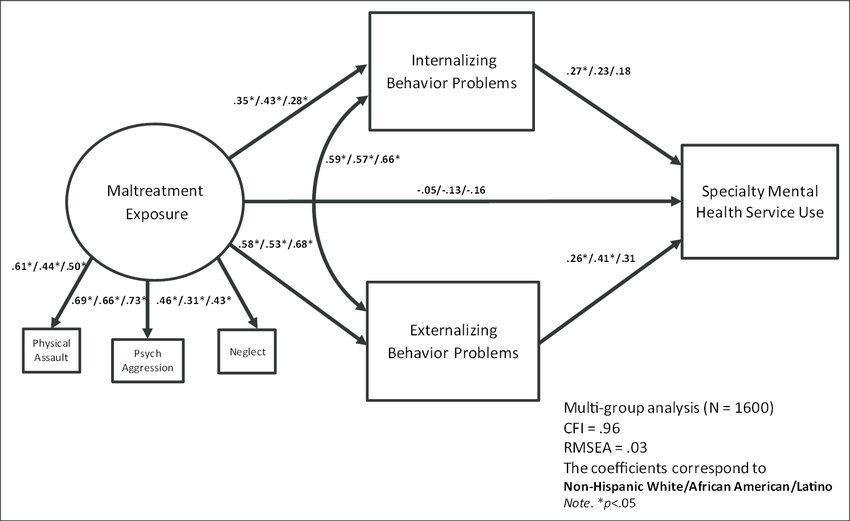 Internalizing
Behavior Problems
.27*/.23/.18
.35*/.43*/.28*
.59*/.57*/.66*
Maltreatment
Exposure
-.05/-.13/-.16
Specialty Mental
Health Service Use
.58*/.53*/.68*
.26*/.41*/.31
.61*/.44*/.50*
.69*/.66*/.73*
.46*/.31*/.43*
Physical
Assault
Psych
Aggression
Neglect
Externalizing
Behavior Problems
Multi-group analysis (N = 1600)
CFI = .96
RMSEA = .03
The coefficients correspond to
Non-Hispanic White/African American/Latino
Note. *p<.05